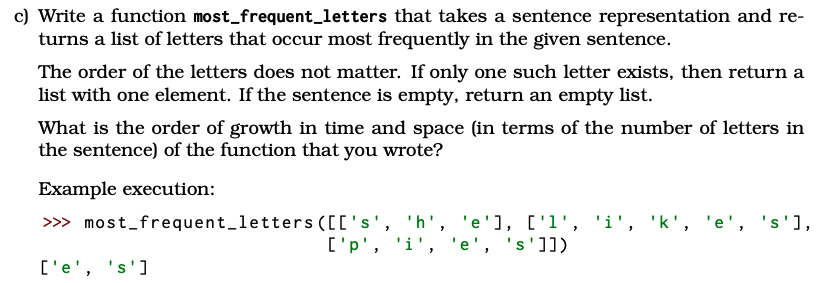 c) Write a function most_frequent_letters that takes a sentence representation and re-
turns a list of letters that occur most frequently in the given sentence.
The order of the letters does not matter. If only one such letter exists, then return a
list with one element. If the sentence is empty, return an empty list.
What is the order of growth in time and space (in terms of the number of letters in
the sentence) of the function that you wrote?
Example execution:
>>> most_frequent_letters([['s', 'h', 'e'], ['l', 'i', 'k', 'e', 's'],
['p', 'i', 'e', 's']])
['e', 's']